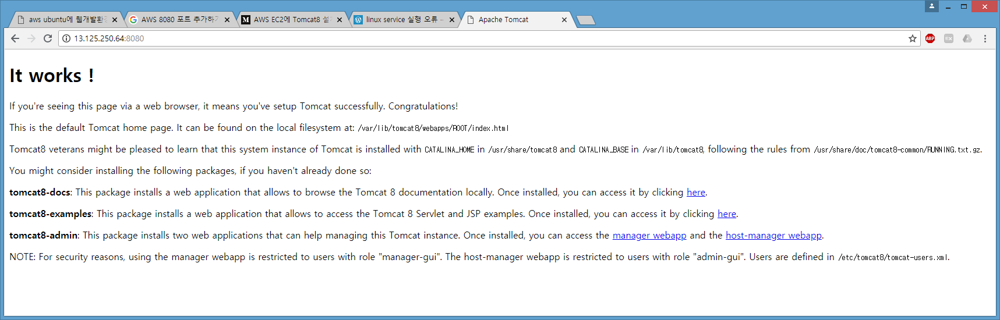 aws ubuntu에 웹개발환경
AWS 8080 포트 추가하기
AWS EC2에 Tomcat8 설
linux service 실행 오류 –
Apache Tomcat
13.125.250.64:8080
ABP
It works !
If you're seeing this page via a web browser, it means you've setup Tomcat successfully. Congratulations!
This is the default Tomcat home page. It can be found on the local filesystem at: /var/lib/tomcat8/webapps/ROOT/index.html
Tomcat8 veterans might be pleased to learn that this system instance of Tomcat is installed with CATALINA_HOME in /usr/share/tomcat8 and CATALINA_BASE in /var/lib/tomcat8, following the rules from /usr/share/doc/tomcat8-common/RUNNING.txt.gz.
You might consider installing the following packages, if you haven't already done so:
tomcat8-docs: This package installs a web application that allows to browse the Tomcat 8 documentation locally. Once installed, you can access it by clicking here.
tomcat8-examples: This package installs a web application that allows to access the Tomcat 8 Servlet and JSP examples. Once installed, you can access it by clicking here.
tomcat8-admin: This package installs two web applications that can help managing this Tomcat instance. Once installed, you can access the manager webapp and the host-manager webapp.
NOTE: For security reasons, using the manager webapp is restricted to users with role "manager-gui". The host-manager webapp is restricted to users with role "admin-gui". Users are defined in /etc/tomcat8/tomcat-users.xml.